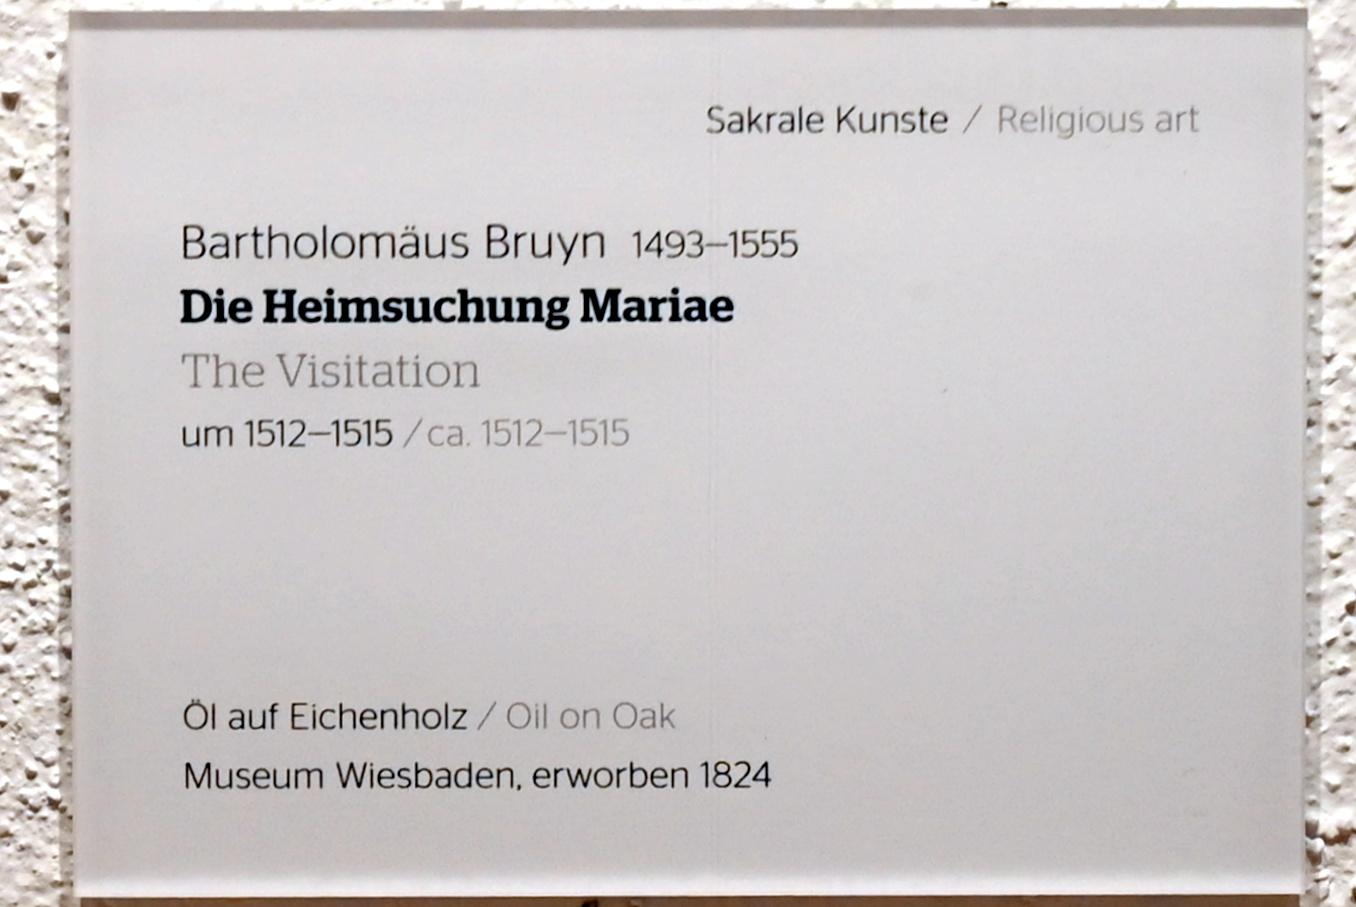 Sakrale Kunste / Religious art
Bartholomäus Bruyn 1493–1555
Die Heimsuchung Mariae
The Visitation
um 1512–1515 / ca. 1512–1515
Öl auf Eichenholz / Oil on Oak
Museum Wiesbaden, erworben 1824